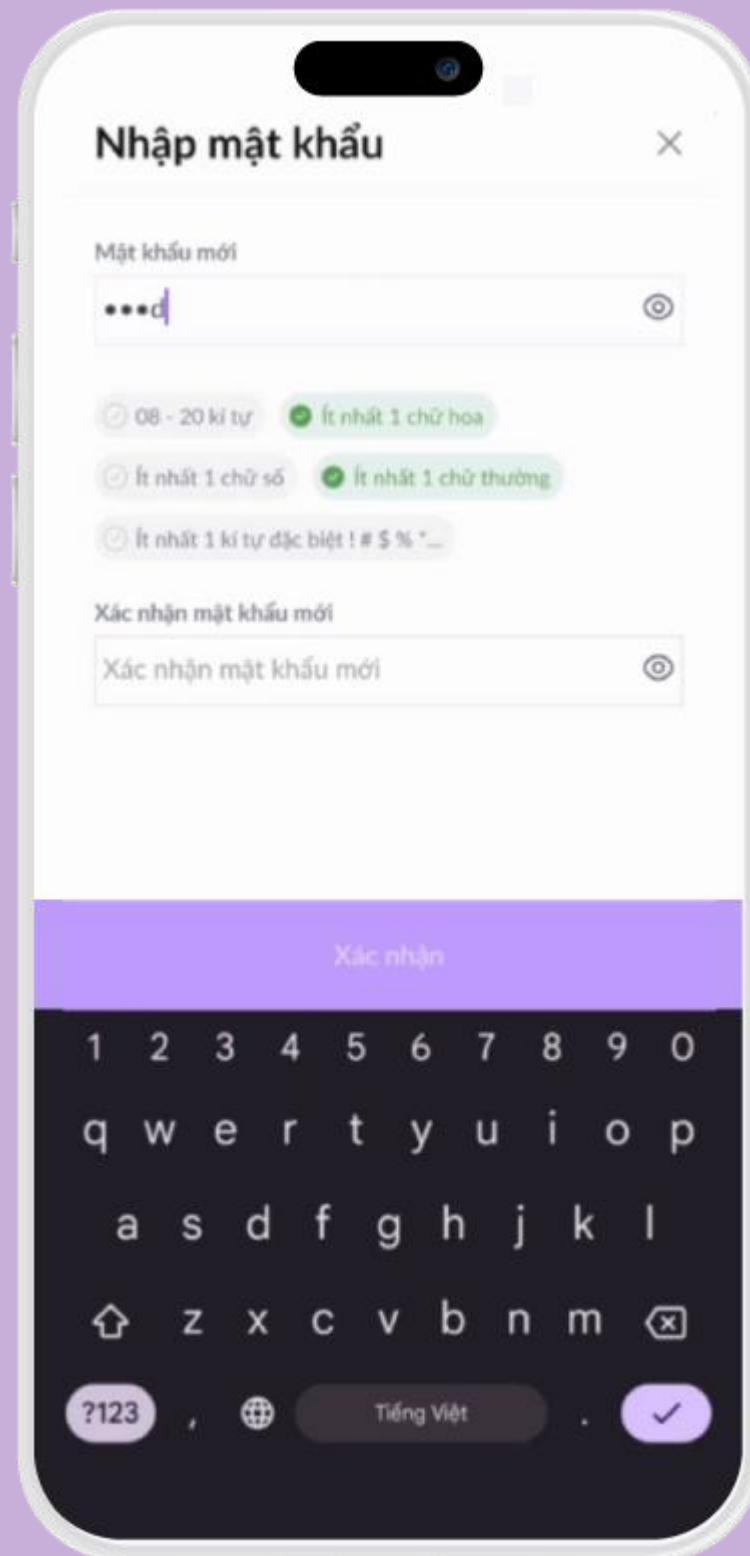 Nhập mật khẩu
Mật khẩu mới
•••d
08 - 20 kí tự Ít nhất 1 chữ hoa
Ít nhất 1 chữ số Ít nhất 1 chữ thường
Ít nhất 1 kí tự đặc biệt ! # $ % *...
Xác nhận mật khẩu mới
Xác nhận mật khẩu mới
Xác nhận
1 2 3 4 5 6 7 8 9 0
q w e r t y u i o p
a s d f g h j k l
z x c v b n m
?123 , Tiếng Việt .